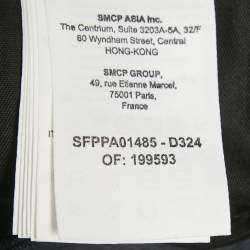 SMCP ASIA Inc.
The Centrium, Suite 3203A-5A, 32/F
60 Wyndham Street, Central
HONG-KONG
SMCP GROUP,
49, rue Etienne Marcel,
75001 Paris,
France
SFPPA01485 - D324
OF: 199593